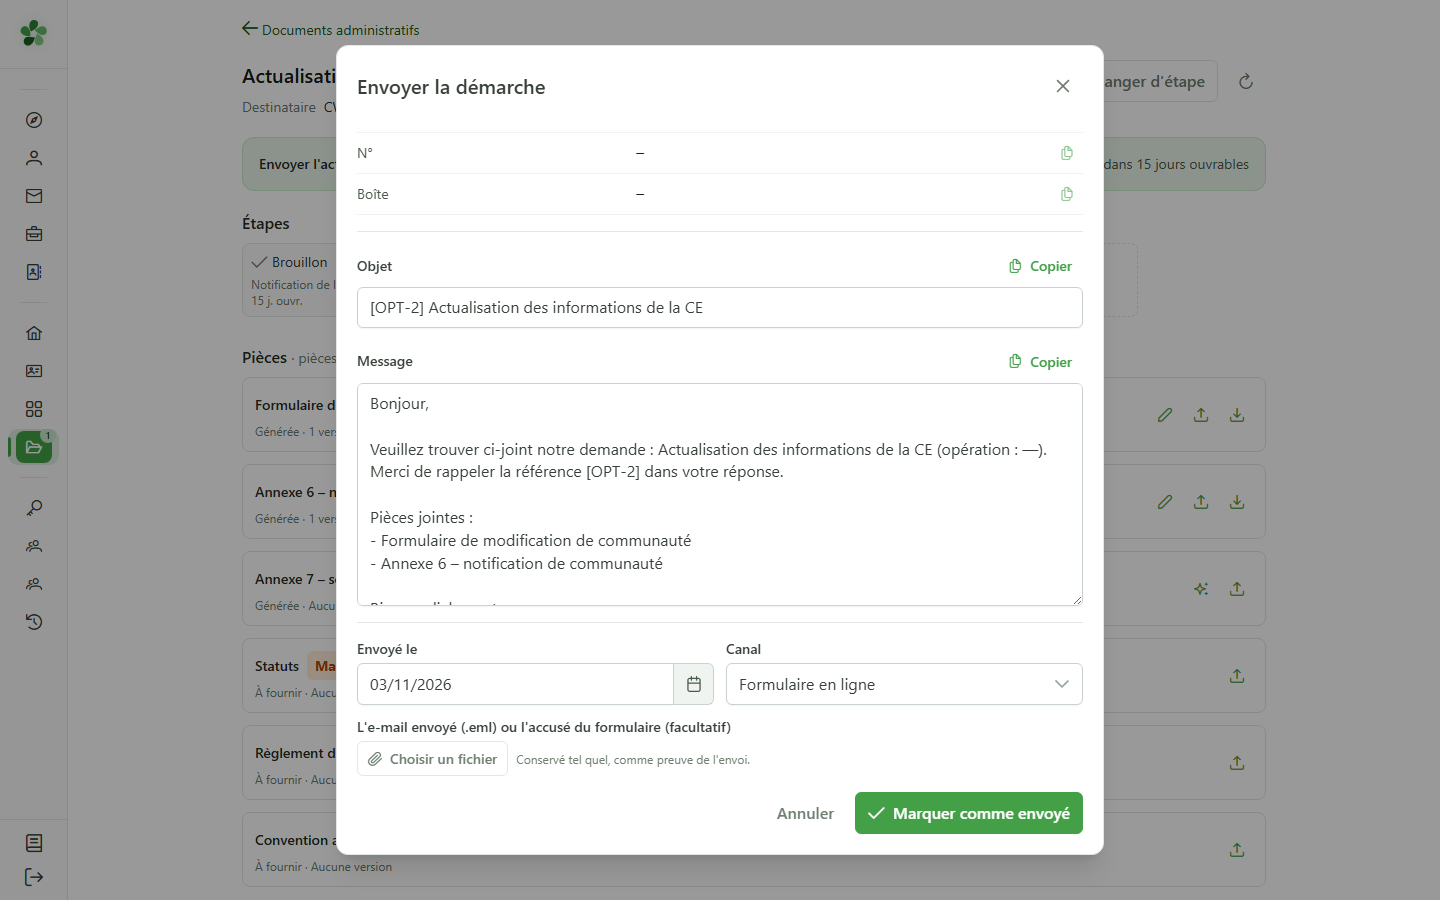 Documents administratifs
Actualisati
anger d'étape
Destinataire
Envoyer l'act
dans 15 jours ouvrables
Étapes
Brouillon
Notification de l
15 j. ouvr.
Pièces · pièces
Formulaire d
Générée · 1 vers
Annexe 6 – n
Générée · 1 vers
Annexe 7 – s
Générée · Aucu
Statuts Ma
À fournir · Aucu
Règlement d
À fournir · Aucu
Convention a
À fournir · Aucune version
1
Envoyer la démarche
N° –
Boîte –
Objet Copier
[OPT-2] Actualisation des informations de la CE
Message Copier
Bonjour,
Veuillez trouver ci-joint notre demande : Actualisation des informations de la CE (opération : —).
Merci de rappeler la référence [OPT-2] dans votre réponse.
Pièces jointes :
- Formulaire de modification de communauté
- Annexe 6 – notification de communauté
Envoyé le Canal
03/11/2026 Formulaire en ligne
L'e-mail envoyé (.eml) ou l'accusé du formulaire (facultatif)
Choisir un fichier Conservé tel quel, comme preuve de l'envoi.
Annuler Marquer comme envoyé